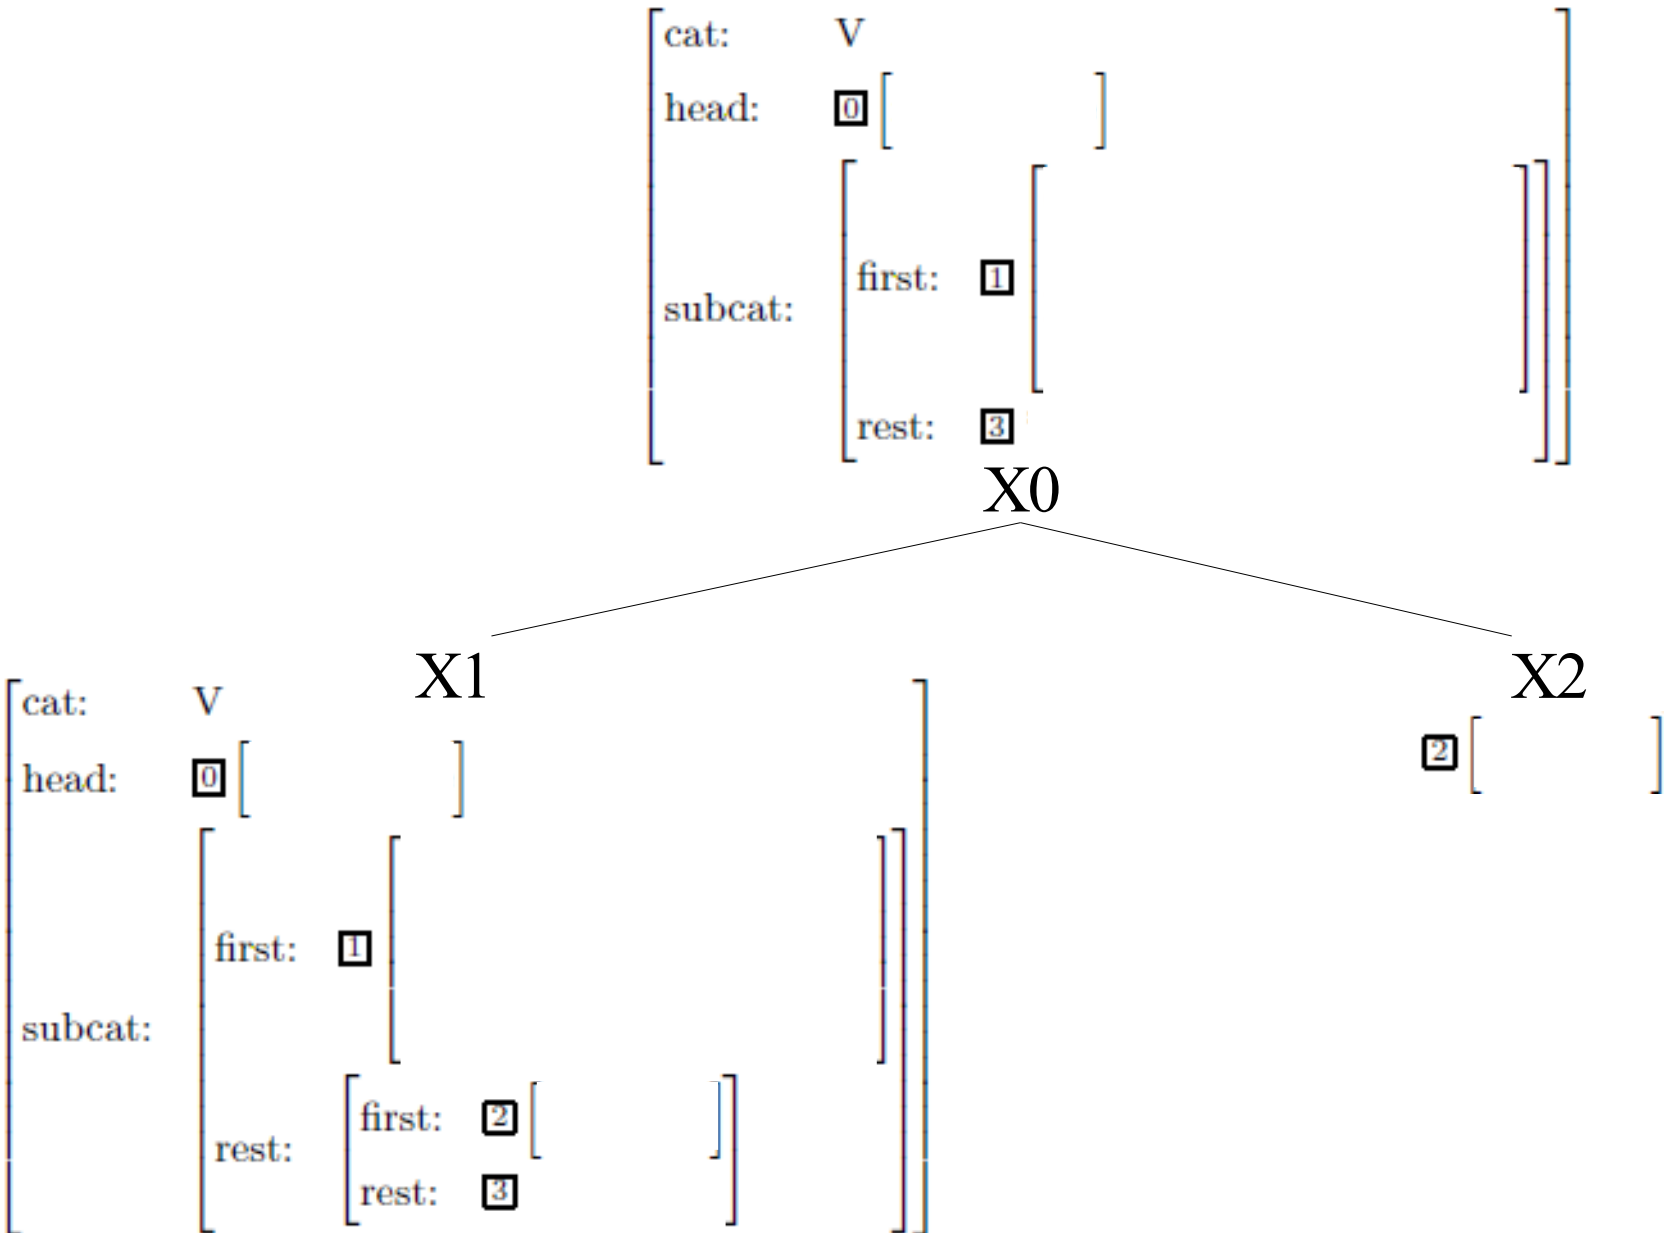 cat: V
head: 0
subcat:
first: 1
rest: 3
X0
X1
X2
cat: V
head: 0
2
subcat:
first: 1
rest:
first: 2
rest: 3